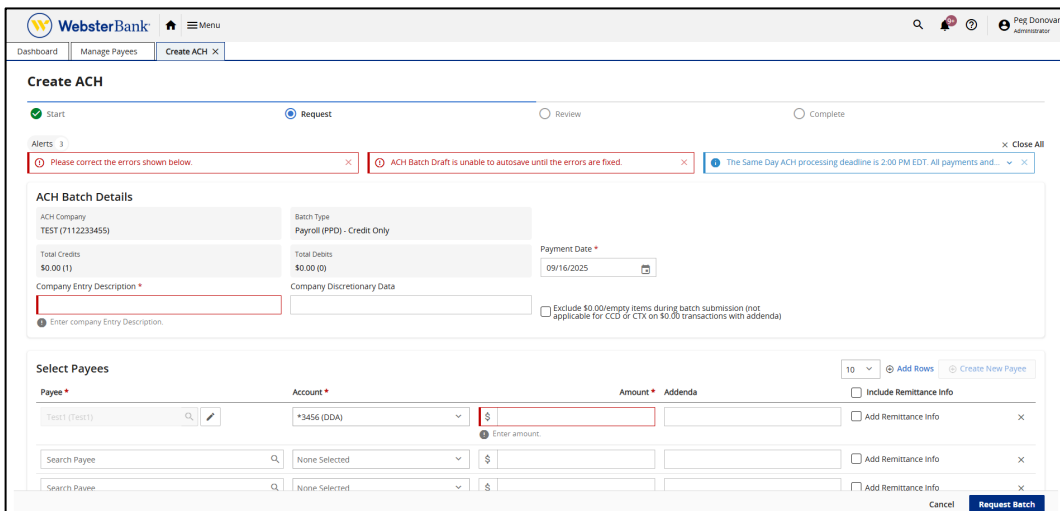 WebsterBank
Menu
9+
Peg Donovan
Administrator
Dashboard
Manage Payees
Create ACH
Create ACH
Start
Request
Review
Complete
Alerts 3
Close All
Please correct the errors shown below.
ACH Batch Draft is unable to autosave until the errors are fixed.
The Same Day ACH processing deadline is 2:00 PM EDT. All payments and...
ACH Batch Details
ACH Company
TEST (7112233455)
Batch Type
Payroll (PPD) - Credit Only
Total Credits
$0.00 (1)
Total Debits
$0.00 (0)
Payment Date *
09/16/2025
Company Entry Description *
Enter company Entry Description.
Company Discretionary Data
Exclude $0.00/empty items during batch submission (not
applicable for CCD or CTX on $0.00 transactions with addenda)
Select Payees
10
Add Rows
Create New Payee
Payee *
Account *
Amount *
Addenda
Include Remittance Info
Test1 (Test1)
*3456 (DDA)
$
Enter amount.
Add Remittance Info
Search Payee
None Selected
$
Add Remittance Info
Search Payee
None Selected
$
Add Remittance Info
Cancel
Request Batch